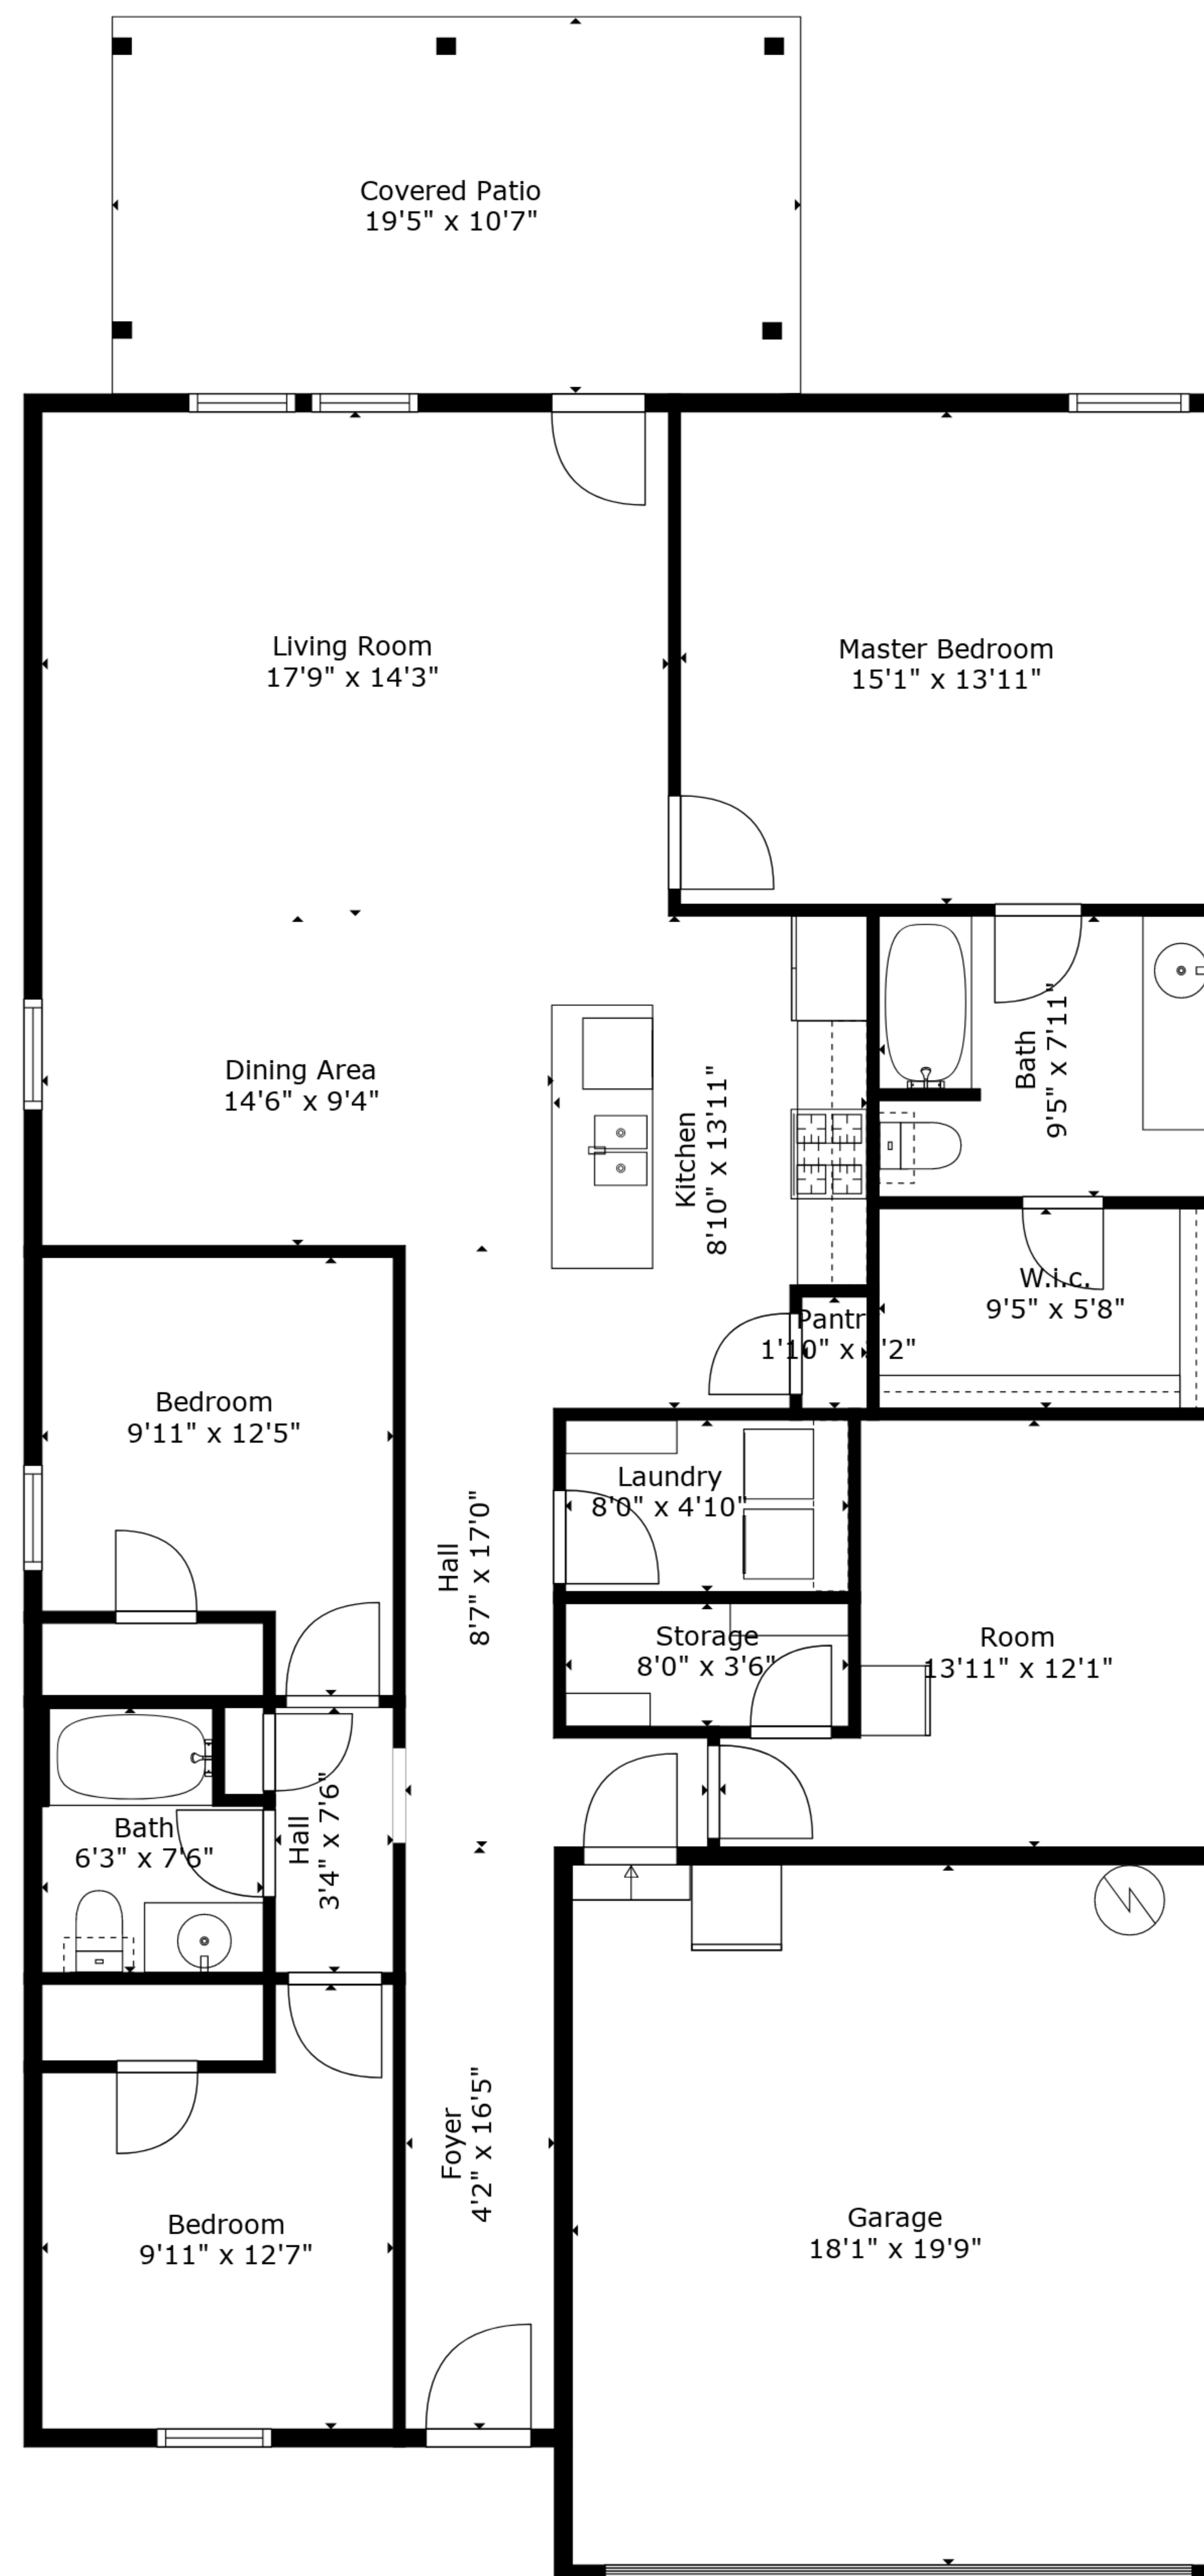 Covered Patio
19'5" x 10'7"
Living Room
17'9" x 14'3"
Master Bedroom
15'1" x 13'11"
Dining Area
14'6" x 9'4"
Kitchen
8'10" x 13'11"
Bath
9'5" x 7'11"
W.i.c.
9'5" x 5'8"
Pantr
1'10" x '2"
Bedroom
9'11" x 12'5"
Hall
8'7" x 17'0"
Laundry
8'0" x 4'10"
Storage
8'0" x 3'6"
Room
13'11" x 12'1"
Bath
6'3" x 7'6"
Hall
3'4" x 7'6"
Foyer
4'2" x 16'5"
Bedroom
9'11" x 12'7"
Garage
18'1" x 19'9"